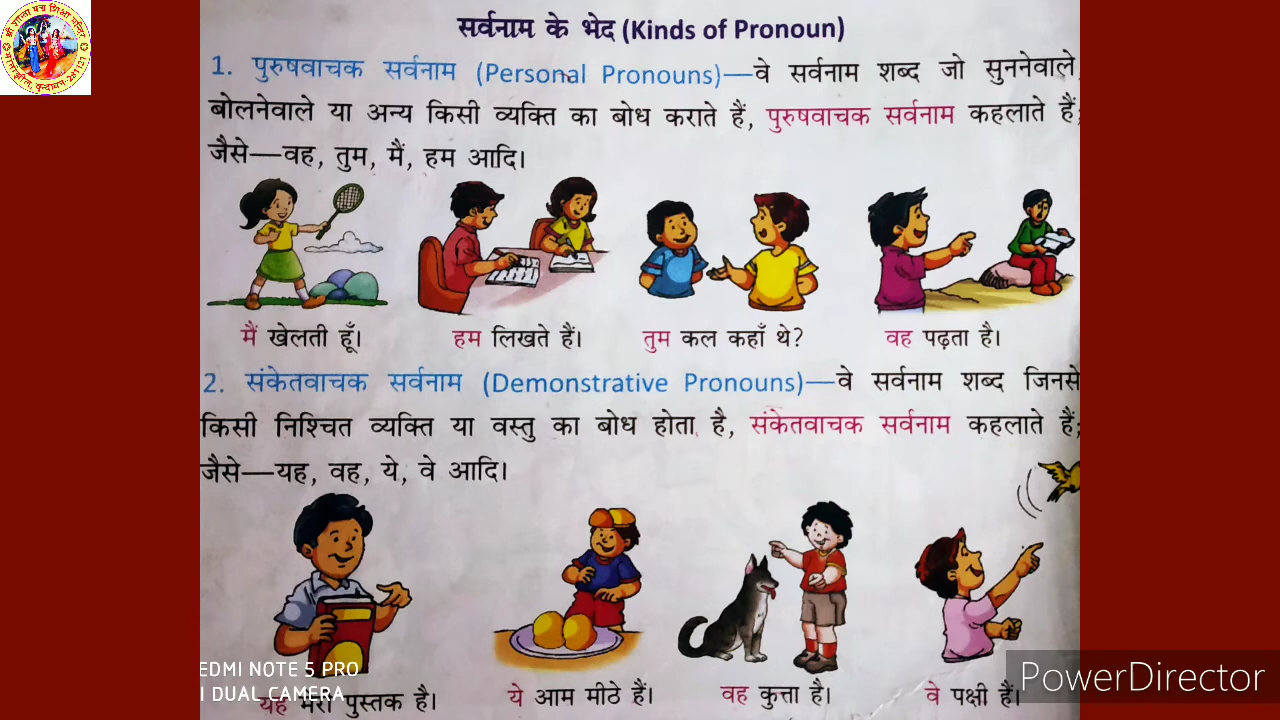 सर्वनाम के भेद (Kinds of Pronoun)
1. पुरुषवाचक सर्वनाम (Personal Pronouns)—वे सर्वनाम शब्द जो सुननेवाले,
बोलनेवाले या अन्य किसी व्यक्ति का बोध कराते हैं, पुरुषवाचक सर्वनाम कहलाते हैं;
जैसे—वह, तुम, मैं, हम आदि।
मैं खेलती हूँ।
हम लिखते हैं।
तुम कल कहाँ थे?
वह पढ़ता है।
2. संकेतवाचक सर्वनाम (Demonstrative Pronouns)—वे सर्वनाम शब्द जिनसे
किसी निश्चित व्यक्ति या वस्तु का बोध होता है, संकेतवाचक सर्वनाम कहलाते हैं;
जैसे—यह, वह, ये, वे आदि।
यह मेरी पुस्तक है।
ये आम मीठे हैं।
वह कुत्ता है।
वे पक्षी हैं।
EDMI NOTE 5 PRO
I DUAL CAMERA
PowerDirector